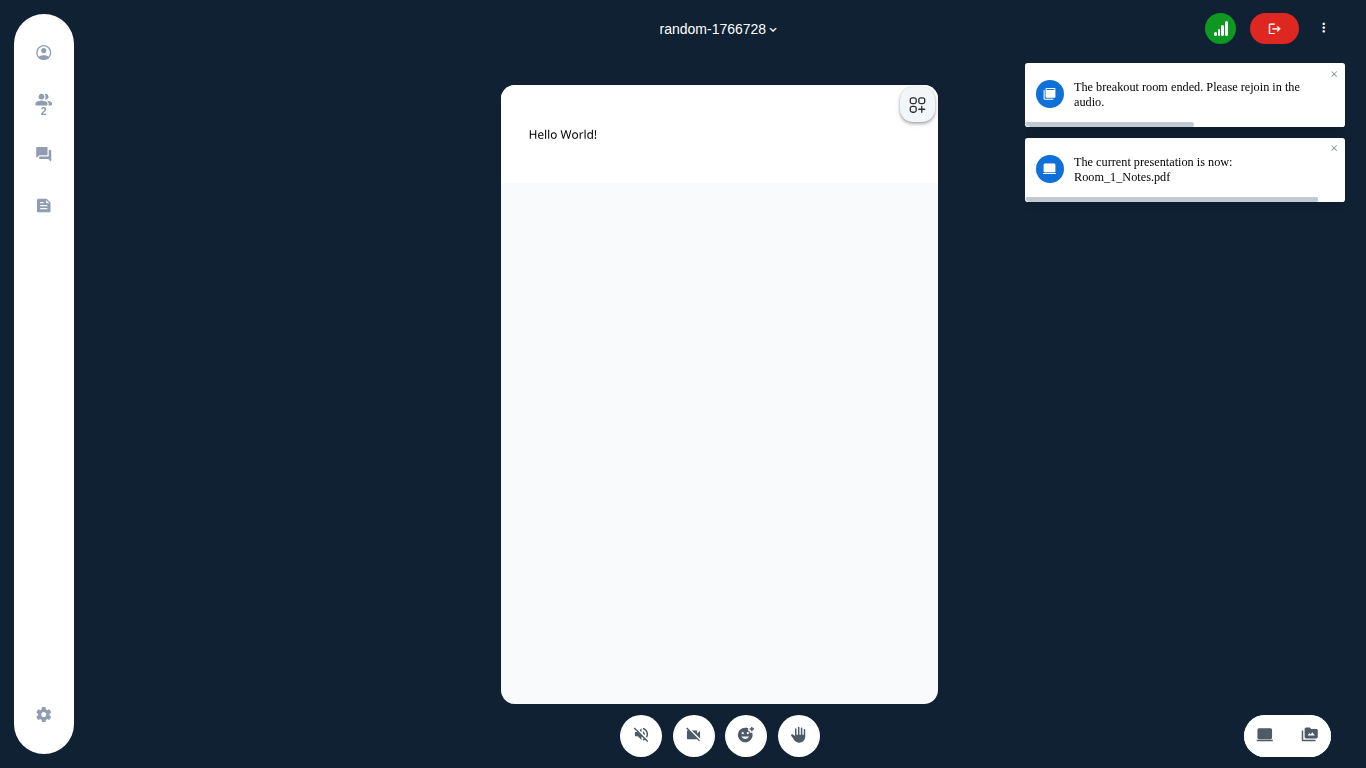 random-1766728
2
Hello World!
The breakout room ended. Please rejoin in the
audio.
The current presentation is now:
Room_1_Notes.pdf